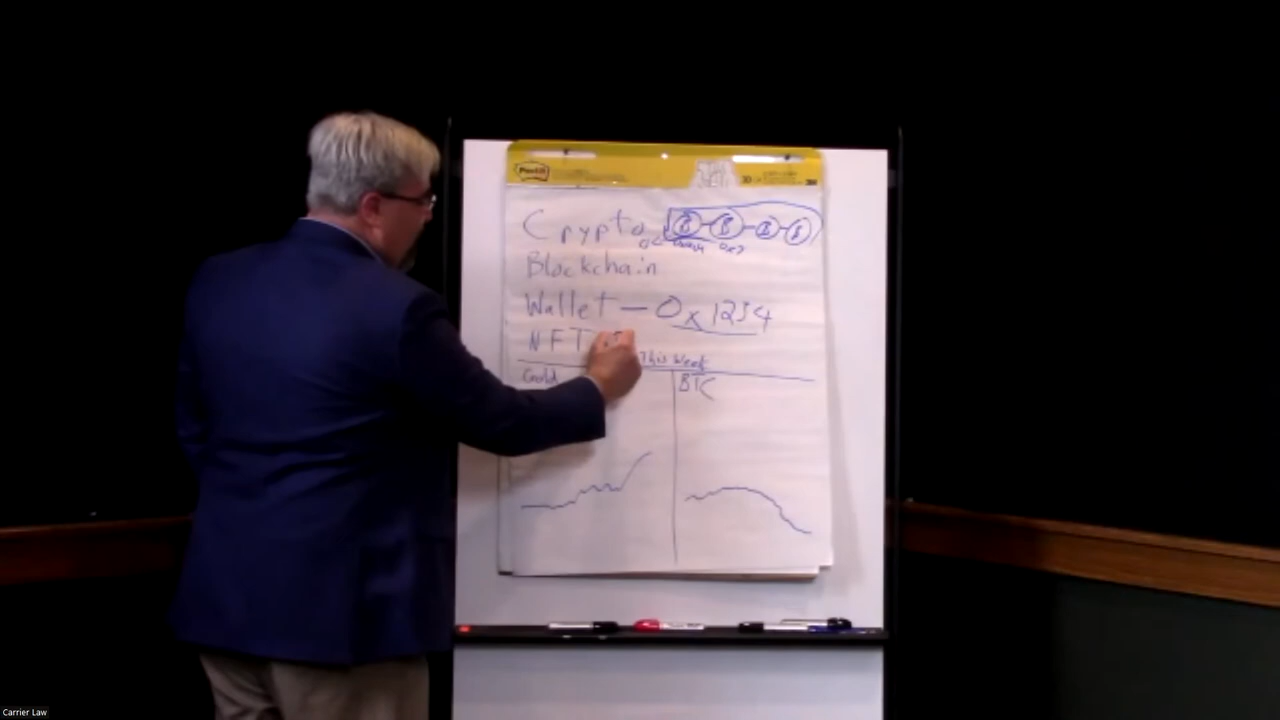 Post-it
Crypto
Blockchain
Wallet — 0x1234
NFT
This Week
Gold BTC
Carrier Law